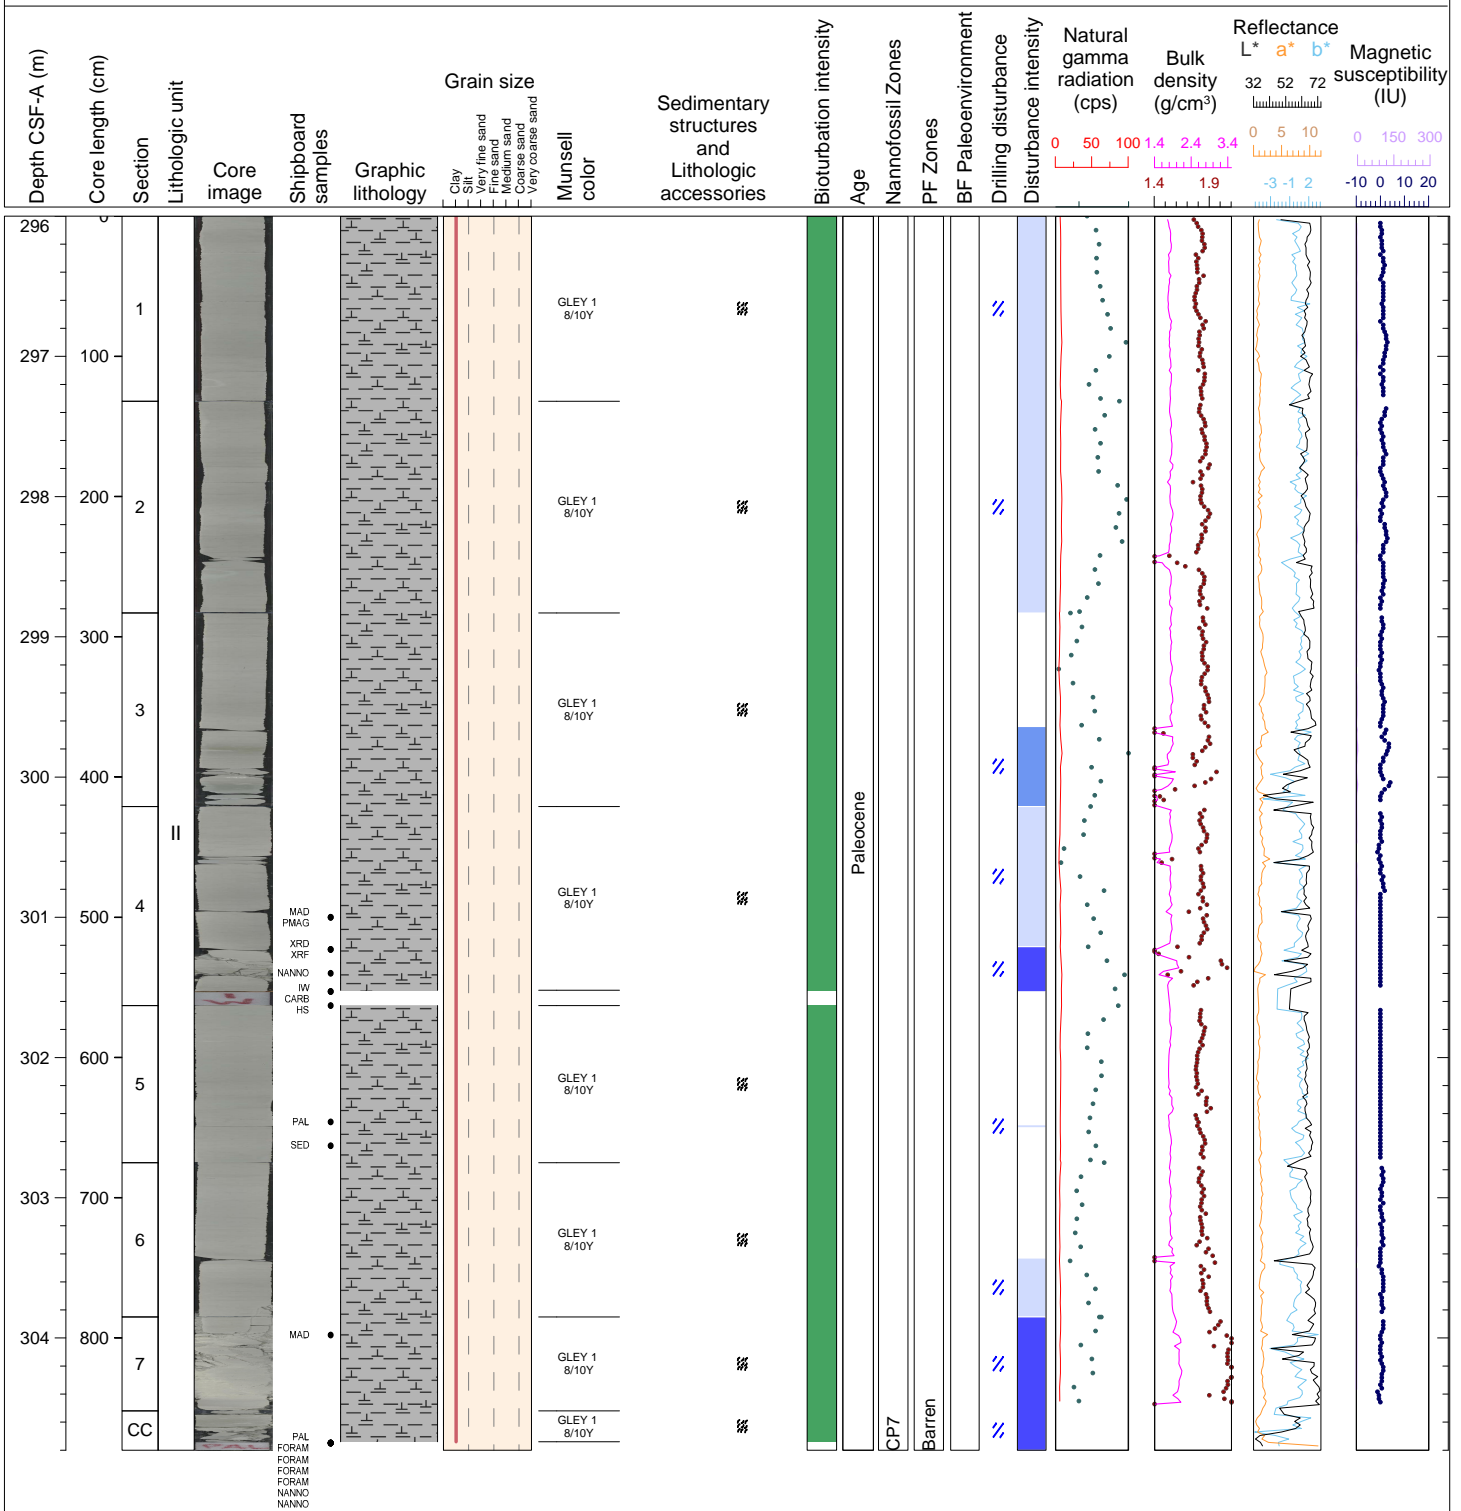 Depth CSF-A (m)
Core length (cm)
Section
Lithologic unit
Core
image
Shipboard
samples
Graphic
lithology
Grain size
Clay
Silt
Very fine sand
Fine sand
Medium sand
Coarse sand
Very coarse sand
Munsell
color
Sedimentary
structures
and
Lithologic
accessories
Bioturbation intensity
Age
Nannofossil Zones
PF Zones
BF Paleoenvironment
Drilling disturbance
Disturbance intensity
Natural
gamma
radiation
(cps)
0 50 100
Bulk
density
(g/cm³)
1.4 2.4 3.4
1.4 1.9
Reflectance
L* a* b*
32 52 72
0 5 10
-3 -1 2
Magnetic
susceptibility
(IU)
0 150 300
-10 0 10 20
296
297
298
299
300
301
302
303
304
0
100
200
300
400
500
600
700
800
1
2
3
4
5
6
7
CC
II
MAD
PMAG
XRD
XRF
NANNO
IW
CARB
HS
PAL
SED
MAD
PAL
FORAM
FORAM
FORAM
FORAM
NANNO
NANNO
GLEY 1
8/10Y
GLEY 1
8/10Y
GLEY 1
8/10Y
GLEY 1
8/10Y
GLEY 1
8/10Y
GLEY 1
8/10Y
GLEY 1
8/10Y
GLEY 1
8/10Y
Paleocene
CP7
Barren